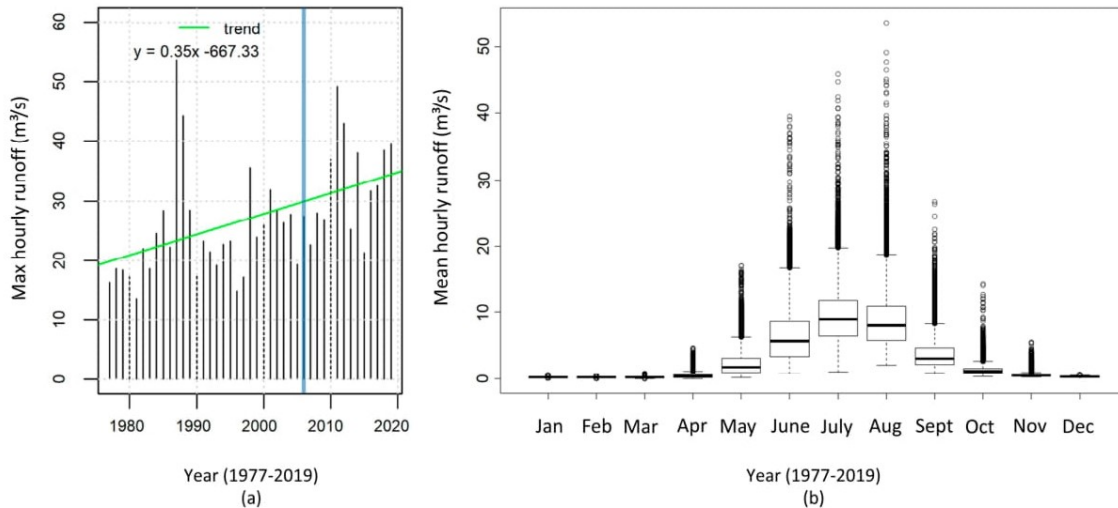 60
50
40
30
20
10
0
Max hourly runoff (m³/s)
trend
y = 0.35x -667.33
1980 1990 2000 2010 2020
Year (1977-2019)
(a)
50
40
30
20
10
0
Mean hourly runoff (m³/s)
Jan Feb Mar Apr May June July Aug Sept Oct Nov Dec
Year (1977-2019)
(b)